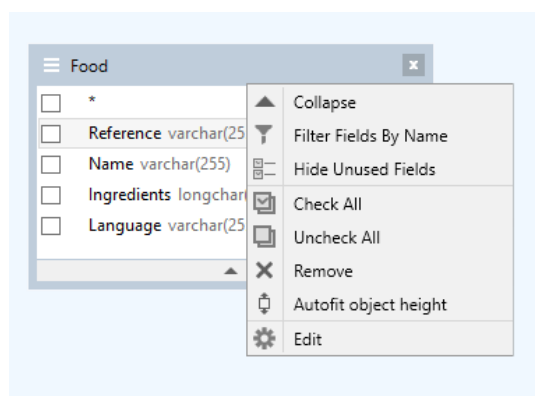 Food
*
Reference varchar(25
Name varchar(255)
Ingredients longchar(
Language varchar(25
Collapse
Filter Fields By Name
Hide Unused Fields
Check All
Uncheck All
Remove
Autofit object height
Edit